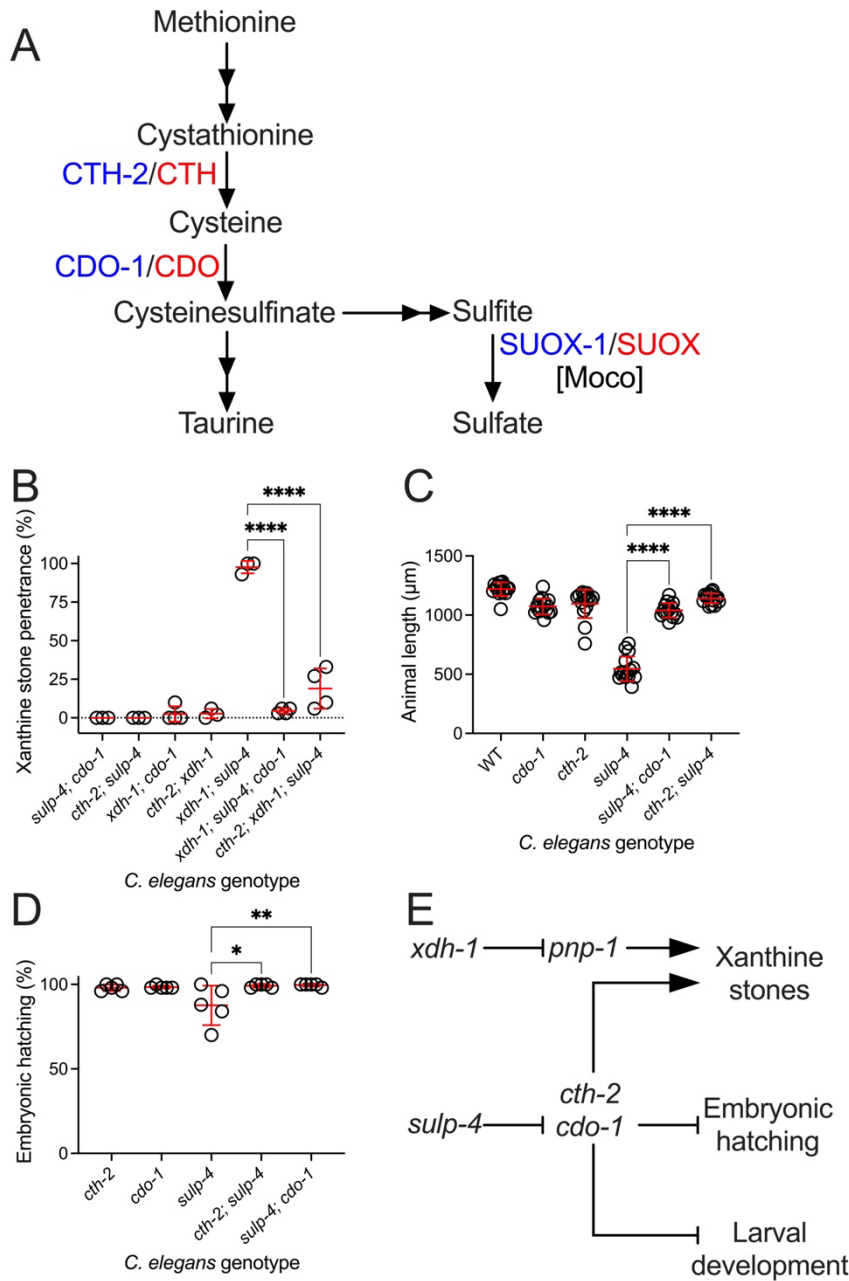 A
Methionine
Cystathionine
CTH-2/CTH
Cysteine
CDO-1/CDO
Cysteinesulfinate
Sulfite
SUOX-1/SUOX
[Moco]
Taurine
Sulfate
B
Xanthine stone penetrance (%)
100
75
50
25
0
****
****
sulp-4; cdo-1
cth-2; sulp-4
xdh-1; cdo-1
cth-2; xdh-1
xdh-1; sulp-4
xdh-1; sulp-4; cdo-1
cth-2; xdh-1; sulp-4
C. elegans genotype
C
Animal length (µm)
1500
1000
500
0
****
****
WT
cdo-1
cth-2
sulp-4
sulp-4; cdo-1
cth-2; sulp-4
C. elegans genotype
D
Embryonic hatching (%)
100
50
0
**
*
cth-2
cdo-1
sulp-4
cth-2; sulp-4
sulp-4; cdo-1
C. elegans genotype
E
xdh-1
pnp-1
Xanthine
stones
sulp-4
cth-2
cdo-1
Embryonic
hatching
Larval
development